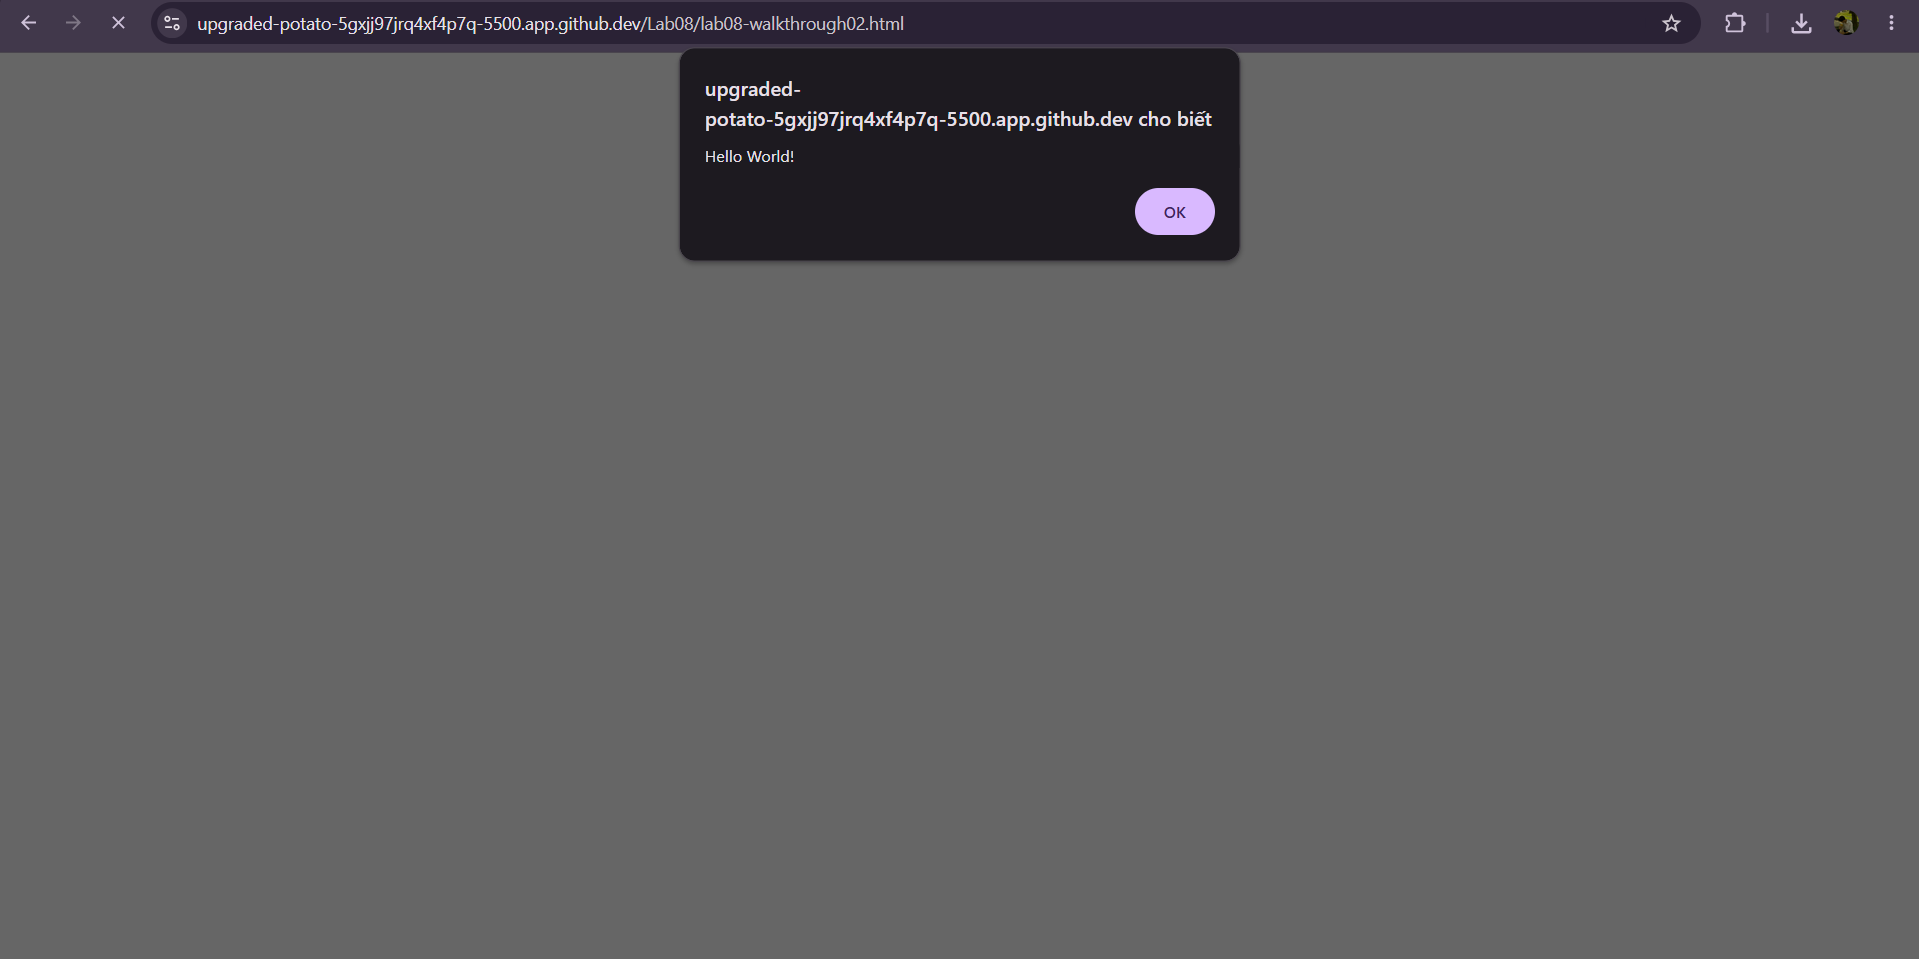 upgraded-potato-5gxjj97jrq4xf4p7q-5500.app.github.dev/Lab08/lab08-walkthrough02.html
upgraded-
potato-5gxjj97jrq4xf4p7q-5500.app.github.dev cho biết
Hello World!
OK